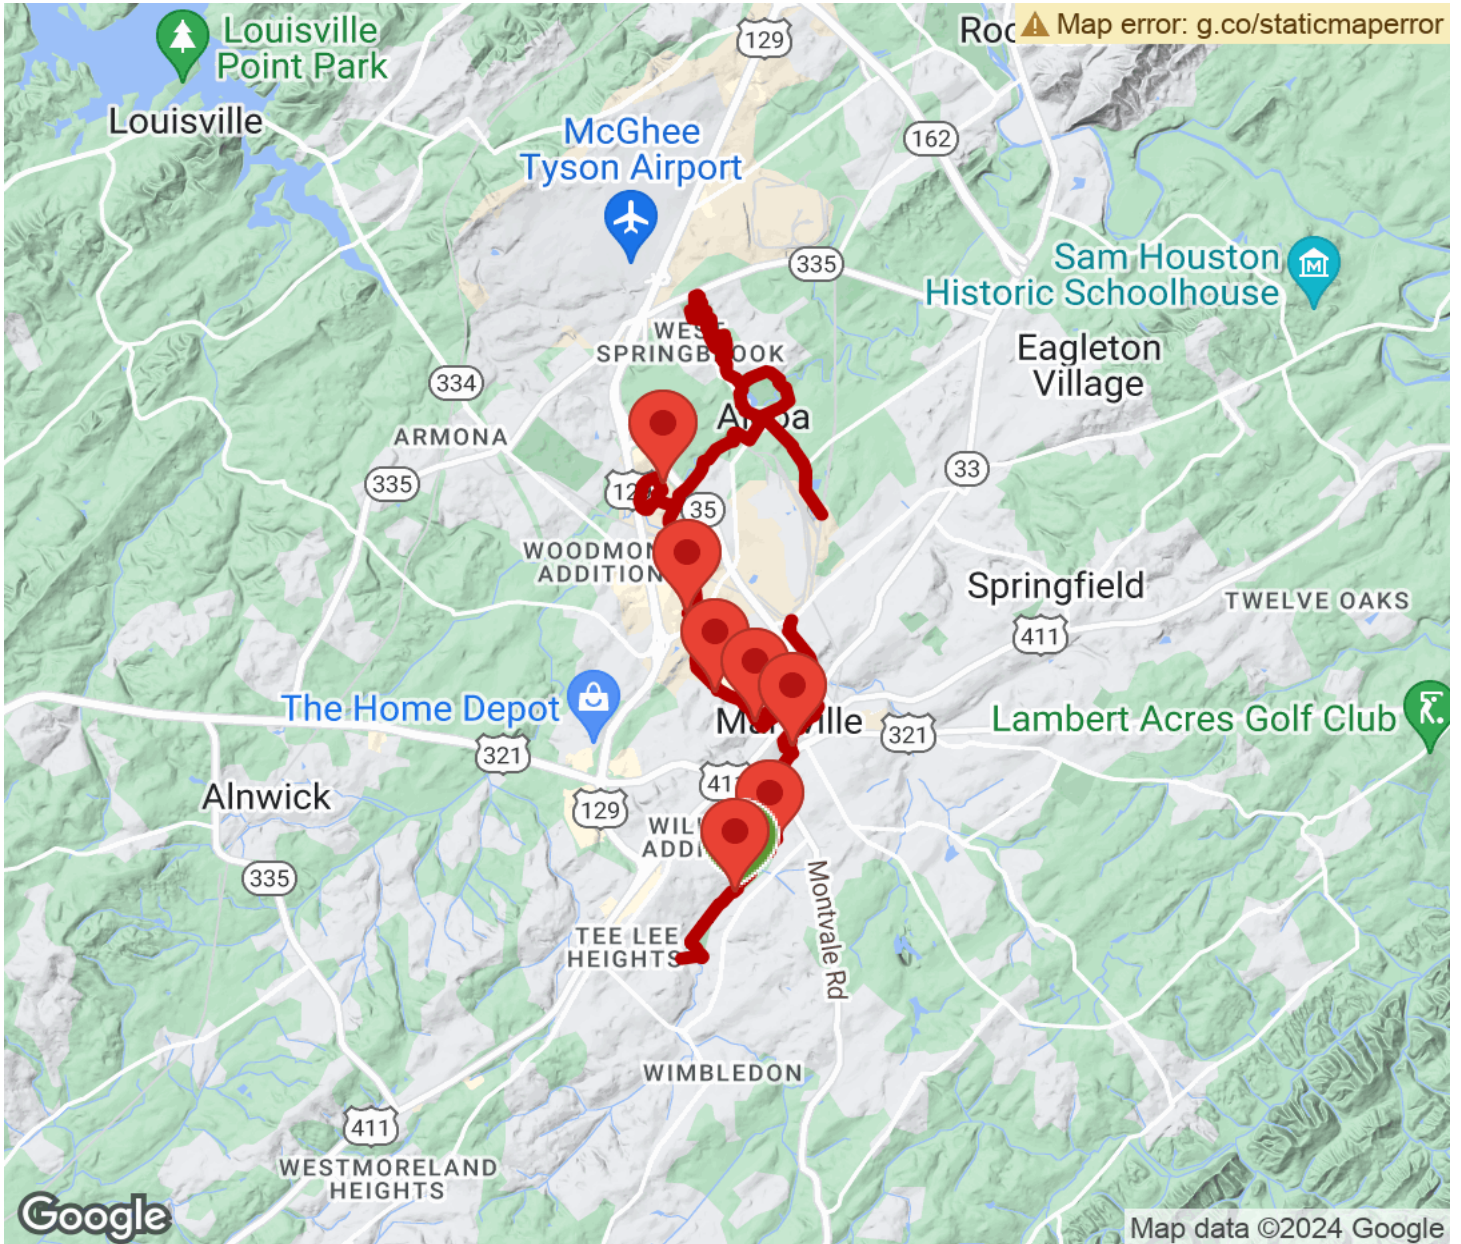 Louisville
Point Park
129
Map error: g.co/staticmaperror
Louisville
McGhee
Tyson Airport
162
335
Sam Houston
Historic Schoolhouse
WEST
SPRINGBROOK
Eagleton
Village
334
ARMONA
335
33
35
WOODMON
ADDITION
Springfield
TWELVE OAKS
411
The Home Depot
Lambert Acres Golf Club
321
321
411
Alnwick
129
335
Montvale Rd
TEE LEE
HEIGHTS
WIMBLEDON
411
WESTMORELAND
HEIGHTS
Google
Map data ©2024 Google